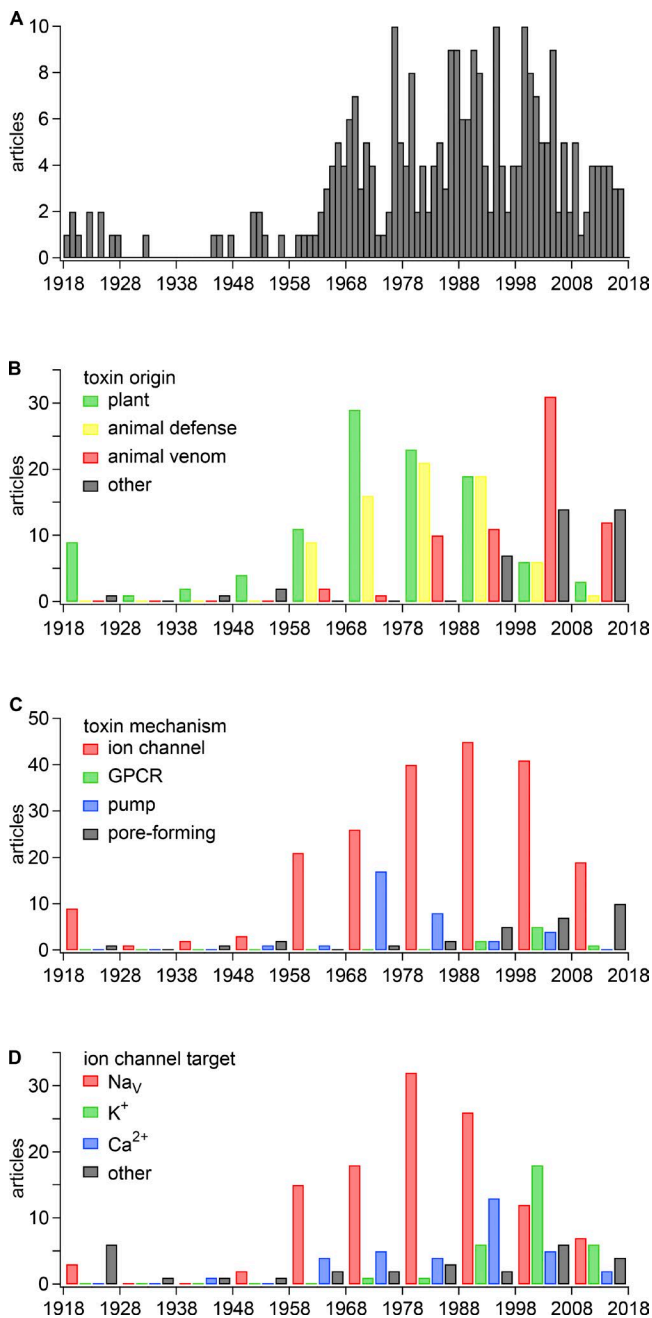 A
articles
10
8
6
4
2
0
1918 1928 1938 1948 1958 1968 1978 1988 1998 2008 2018
B
articles
toxin origin
plant
animal defense
animal venom
other
30
20
10
0
1918 1928 1938 1948 1958 1968 1978 1988 1998 2008 2018
C
articles
toxin mechanism
ion channel
GPCR
pump
pore-forming
50
40
30
20
10
0
1918 1928 1938 1948 1958 1968 1978 1988 1998 2008 2018
D
articles
ion channel target
NaV
K+
Ca2+
other
30
20
10
0
1918 1928 1938 1948 1958 1968 1978 1988 1998 2008 2018